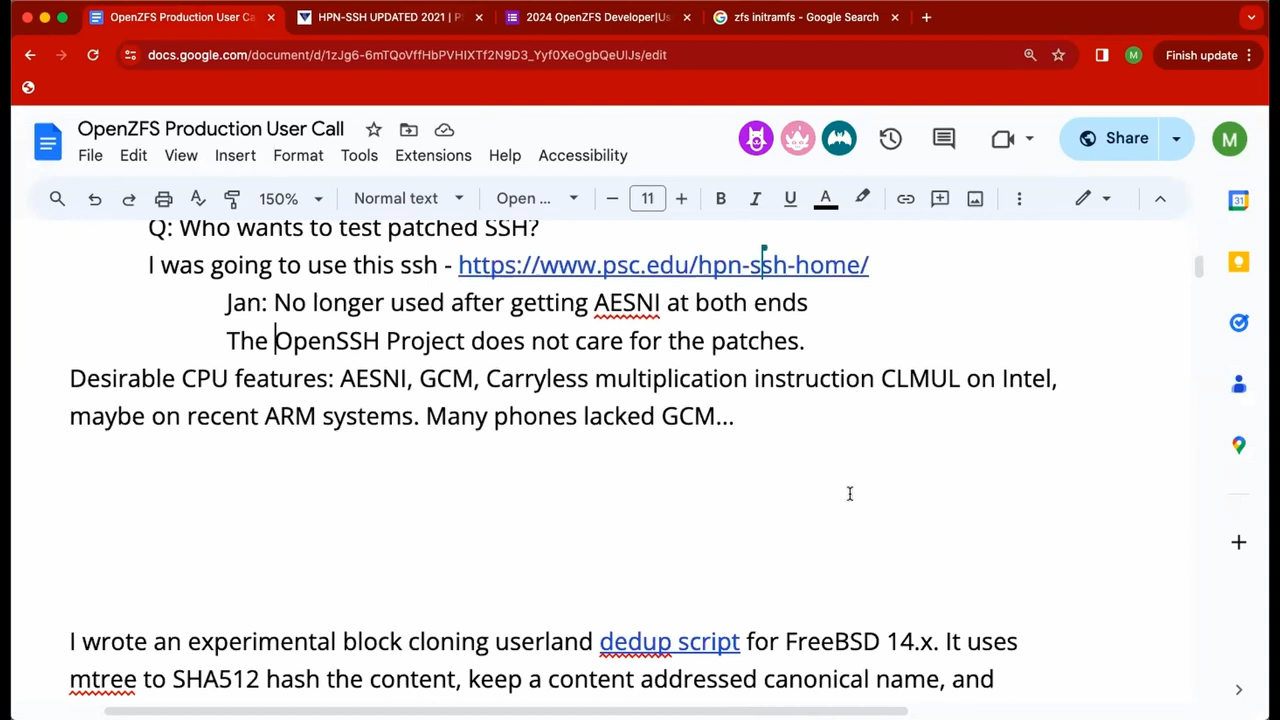 OpenZFS Production User Ca
HPN-SSH UPDATED 2021 | P
2024 OpenZFS Developer|Us
zfs initramfs - Google Search
docs.google.com/document/d/1zJg6-6mTQoVffHbPVHIXTf2N9D3_Yyf0XeOgbQeUlJs/edit
M
Finish update
OpenZFS Production User Call
File Edit View Insert Format Tools Extensions Help Accessibility
Share
M
150%
Normal text
Open ...
11
B I U A
31
Q: Who wants to test patched SSH?
I was going to use this ssh - https://www.psc.edu/hpn-ssh-home/
Jan: No longer used after getting AESNI at both ends
The OpenSSH Project does not care for the patches.
Desirable CPU features: AESNI, GCM, Carryless multiplication instruction CLMUL on Intel,
maybe on recent ARM systems. Many phones lacked GCM...
I wrote an experimental block cloning userland dedup script for FreeBSD 14.x. It uses
mtree to SHA512 hash the content, keep a content addressed canonical name, and